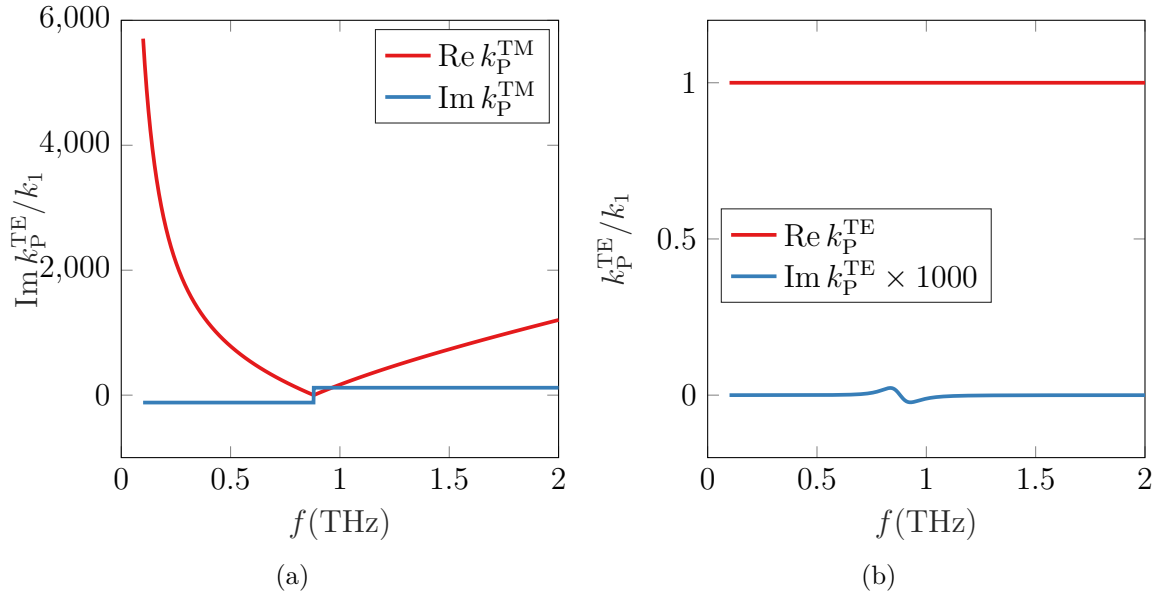 6,000
4,000
2,000
0
Im k_P^TE/k_1
Re k_P^TM
Im k_P^TM
0 0.5 1 1.5 2
f(THz)
(a)
1
0.5
0
k_P^TE/k_1
Re k_P^TE
Im k_P^TE × 1000
0 0.5 1 1.5 2
f(THz)
(b)